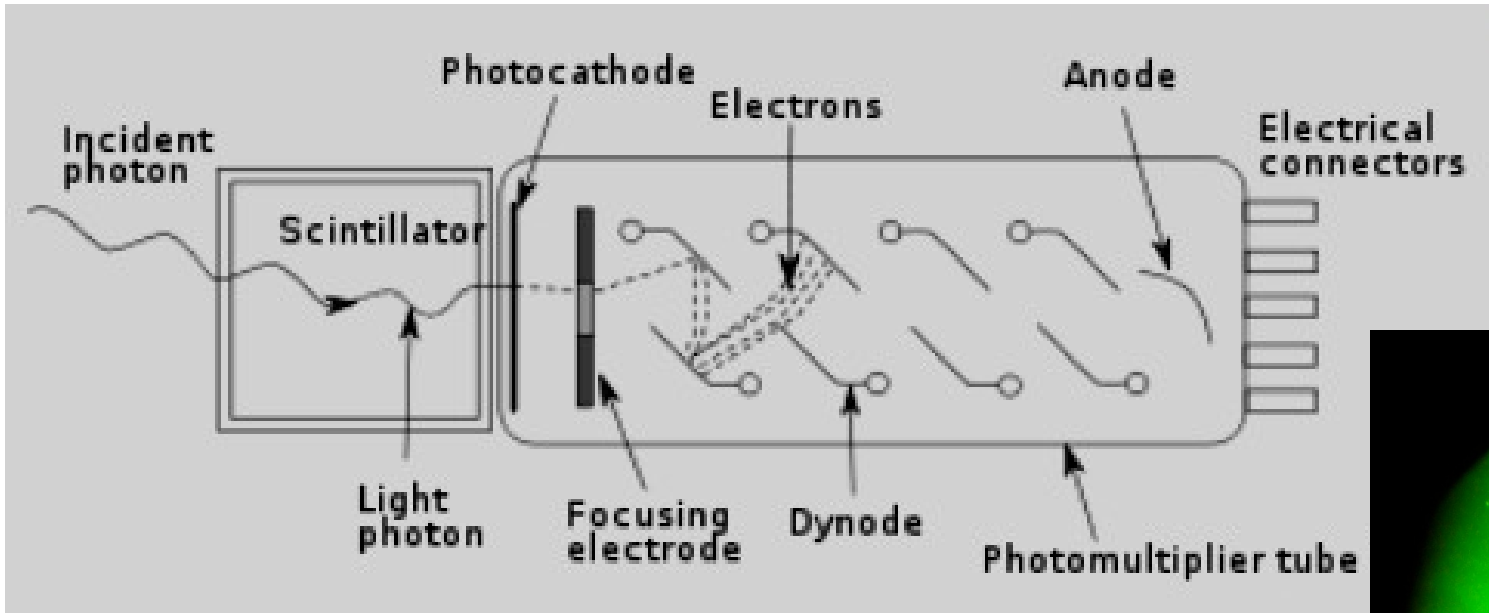 Photocathode
Anode
Electrons
Electrical
connectors
Incident
photon
Scintillator
Light
photon
Focusing
electrode
Dynode
Photomultiplier tube